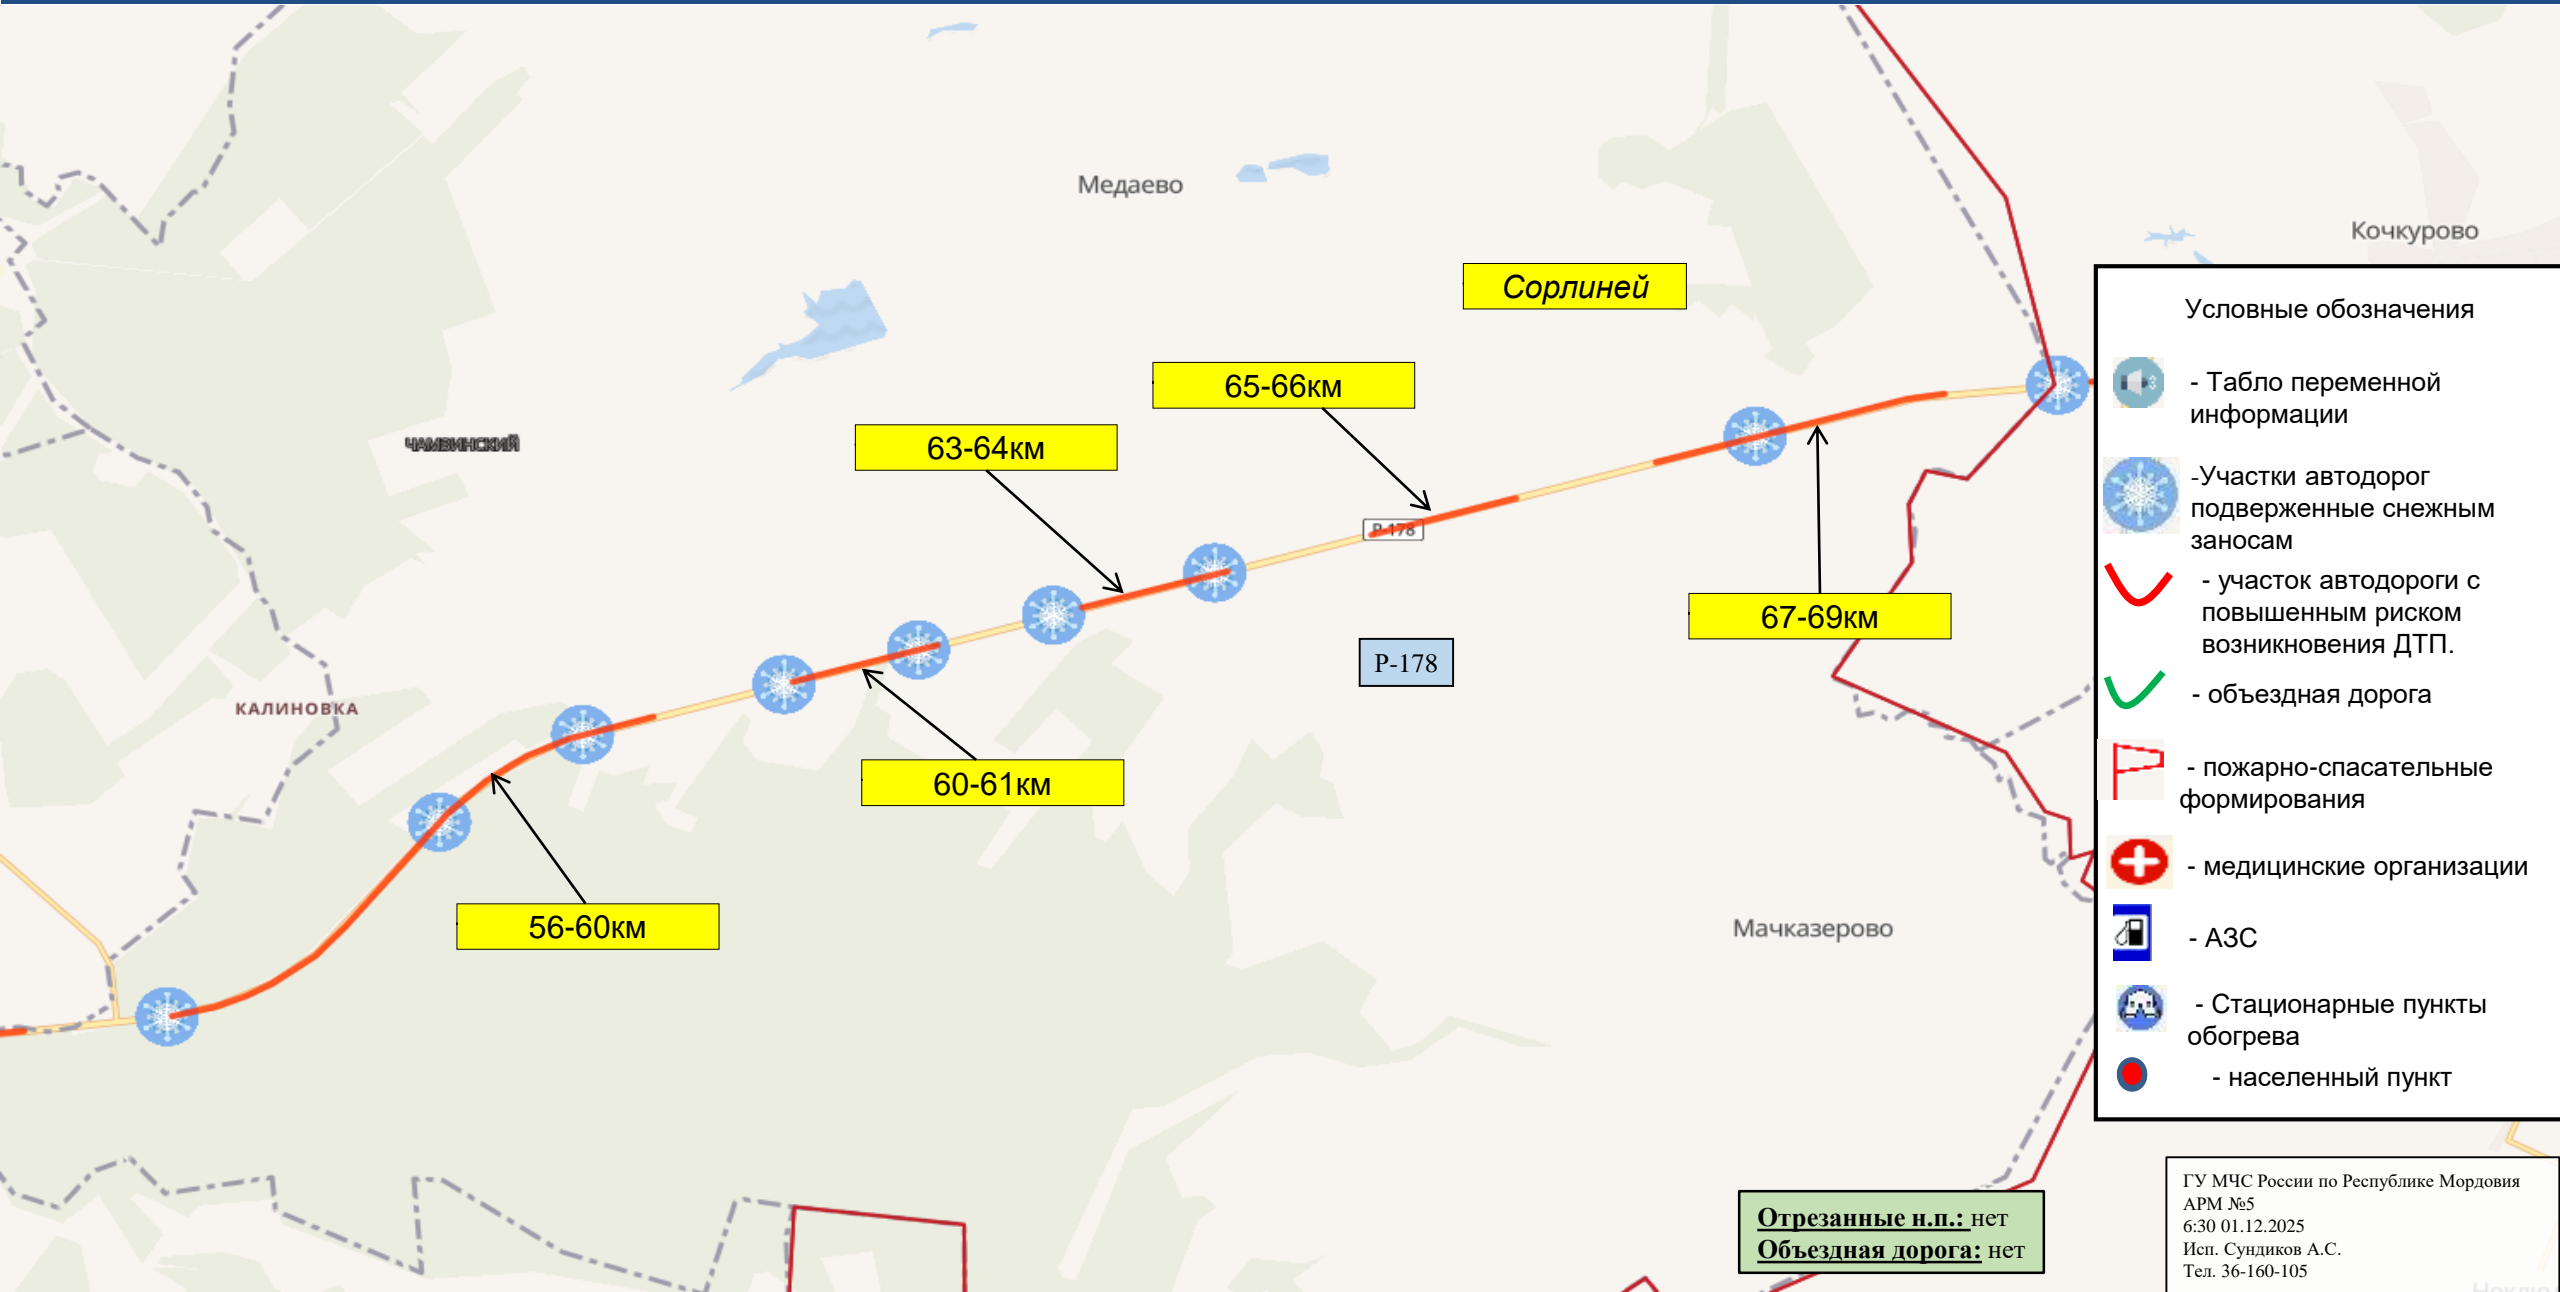 Медаево
Кочкурово
Сорлиней
65-66км
63-64км
ЧАМЗИНСКИЙ
Р-178
67-69км
Р-178
КАЛИНОВКА
60-61км
56-60км
Мачказерово
Условные обозначения
- Табло переменной
информации
-Участки автодорог
подверженные снежным
заносам
- участок автодороги с
повышенным риском
возникновения ДТП.
- объездная дорога
- пожарно-спасательные
формирования
- медицинские организации
- АЗС
- Стационарные пункты
обогрева
- населенный пункт
Отрезанные н.п.: нет
Объездная дорога: нет
ГУ МЧС России по Республике Мордовия
АРМ №5
6:30 01.12.2025
Исп. Сундиков А.С.
Тел. 36-160-105